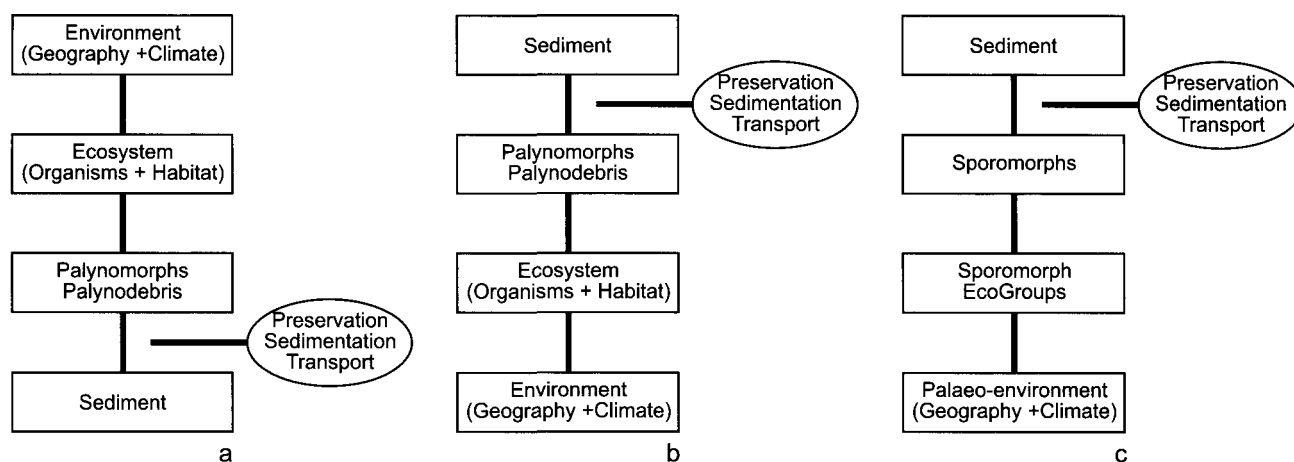 Environment
(Geography +Climate)
Ecosystem
(Organisms + Habitat)
Palynomorphs
Palynodebris
Preservation
Sedimentation
Transport
Sediment
a
Sediment
Preservation
Sedimentation
Transport
Palynomorphs
Palynodebris
Ecosystem
(Organisms + Habitat)
Environment
(Geography +Climate)
b
Sediment
Preservation
Sedimentation
Transport
Sporomorphs
Sporomorph
EcoGroups
Palaeo-environment
(Geography +Climate)
c